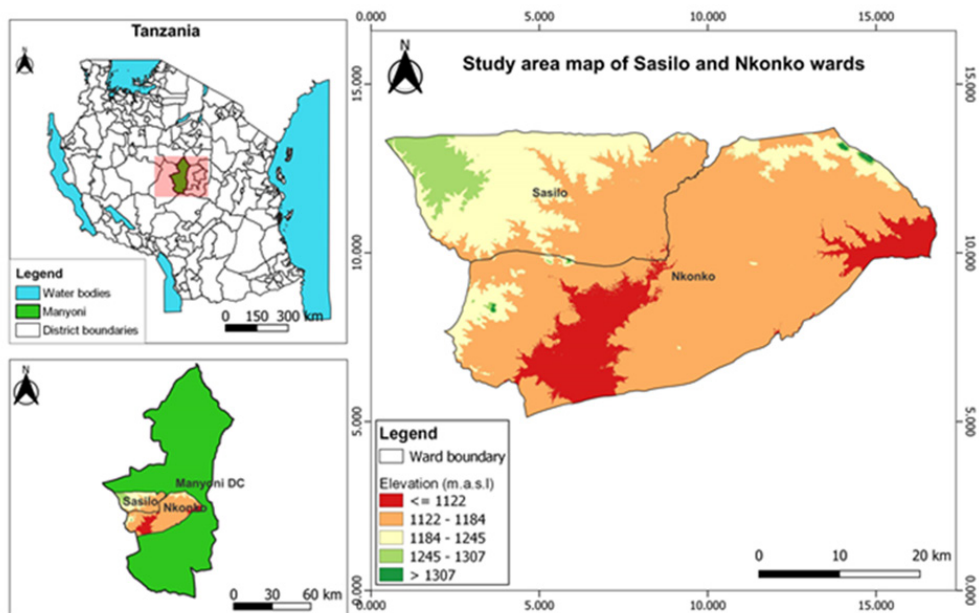 Tanzania
N
Legend
Water bodies
Manyoni
District boundaries
0 150 300 km
N
Manyoni DC
Sasilo
Nkonko
0 30 60 km
0.000 5.000 10.000 15.000
N
Study area map of Sasilo and Nkonko wards
15.000 15.000
Sasilo
10.000 10.000
Nkonko
5.000 5.000
Legend
Ward boundary
Elevation (m.a.s.l)
<= 1122
1122 - 1184
1184 - 1245
1245 - 1307
> 1307
0 10 20 km
0.000 0.000
0.000 5.000 10.000 15.000